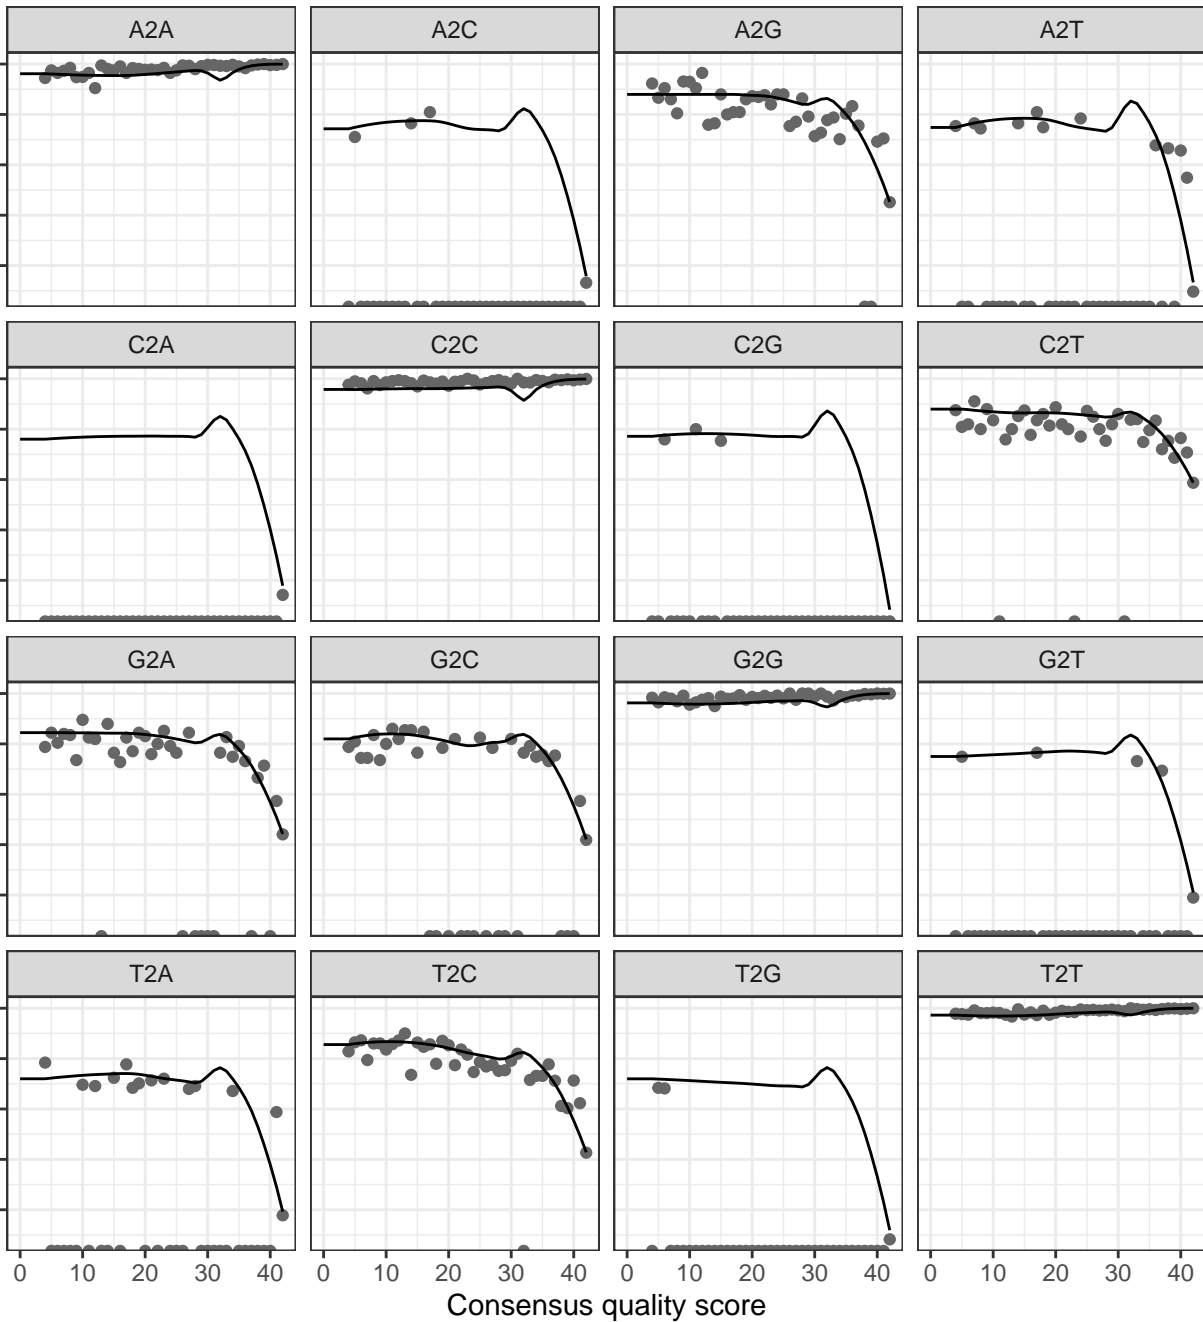 A2A A2C A2G A2T
C2A C2C C2G C2T
G2A G2C G2G G2T
T2A T2C T2G T2T
0 10 20 30 40 0 10 20 30 40 0 10 20 30 40 0 10 20 30 40
Consensus quality score